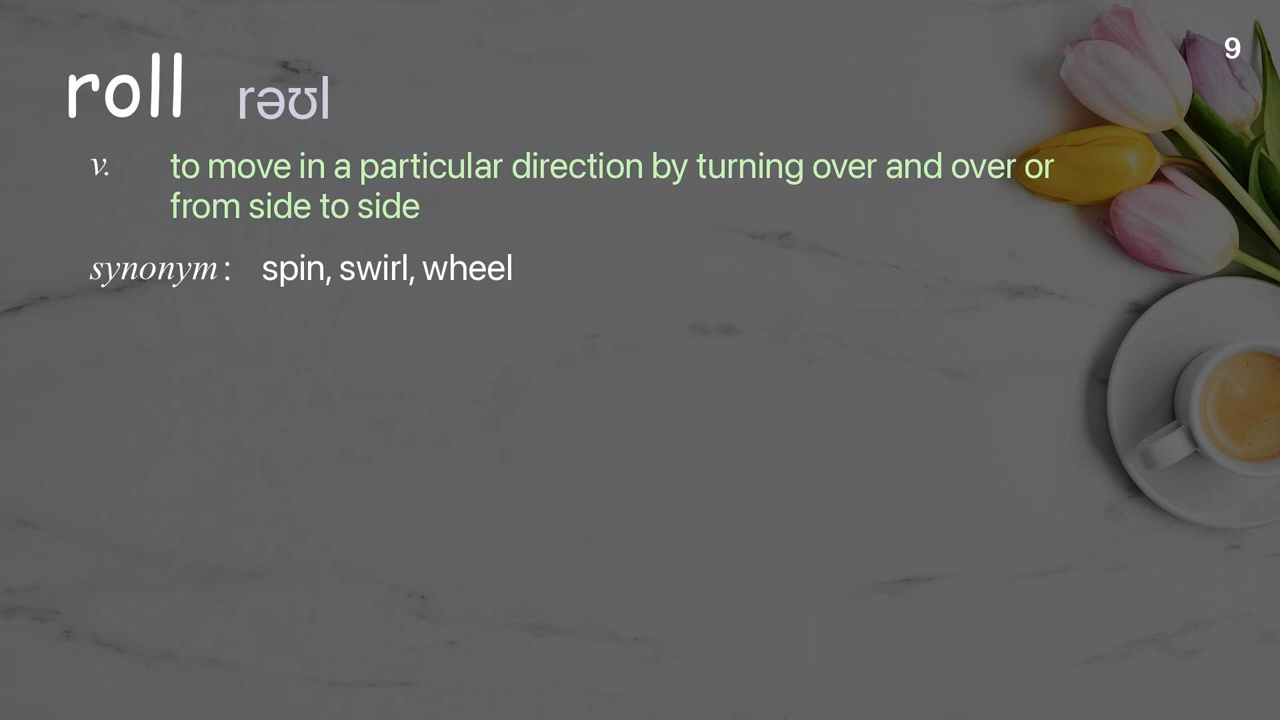 9
roll rəʊl
v. to move in a particular direction by turning over and over or
from side to side
synonym: spin, swirl, wheel